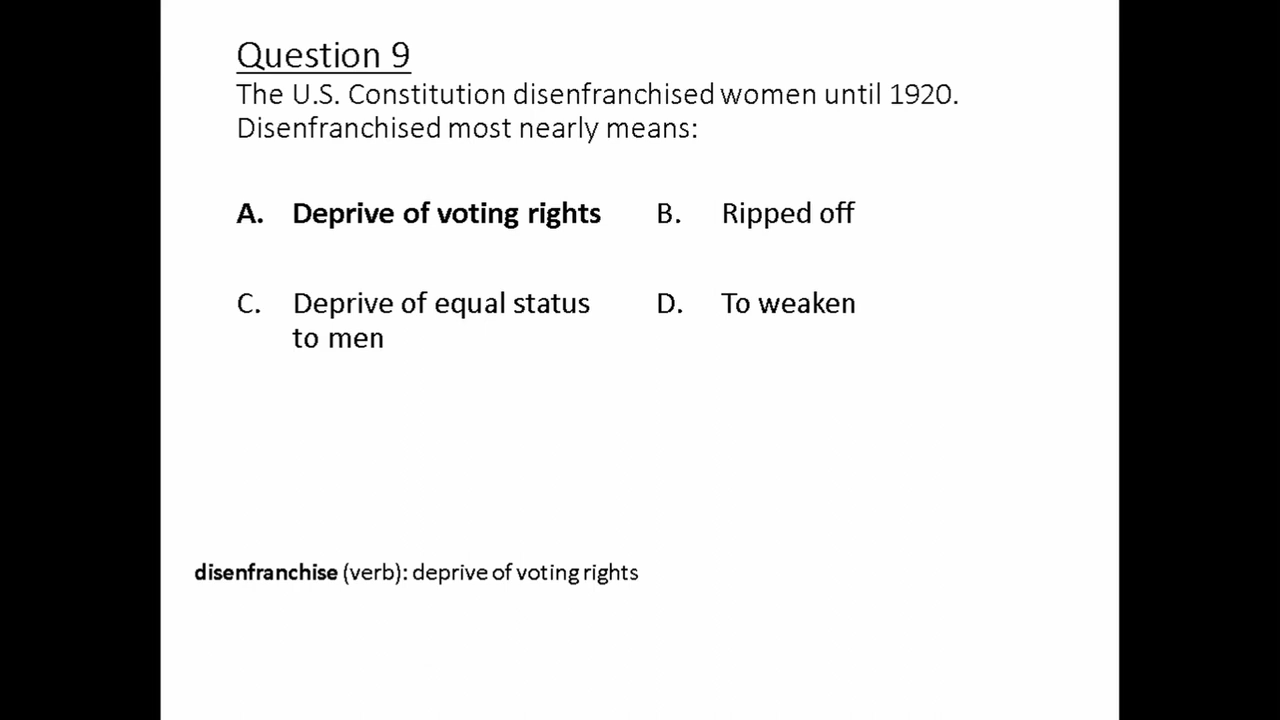 Question 9
The U.S. Constitution disenfranchised women until 1920.
Disenfranchised most nearly means:
A. Deprive of voting rights B. Ripped off
C. Deprive of equal status D. To weaken
to men
disenfranchise (verb): deprive of voting rights